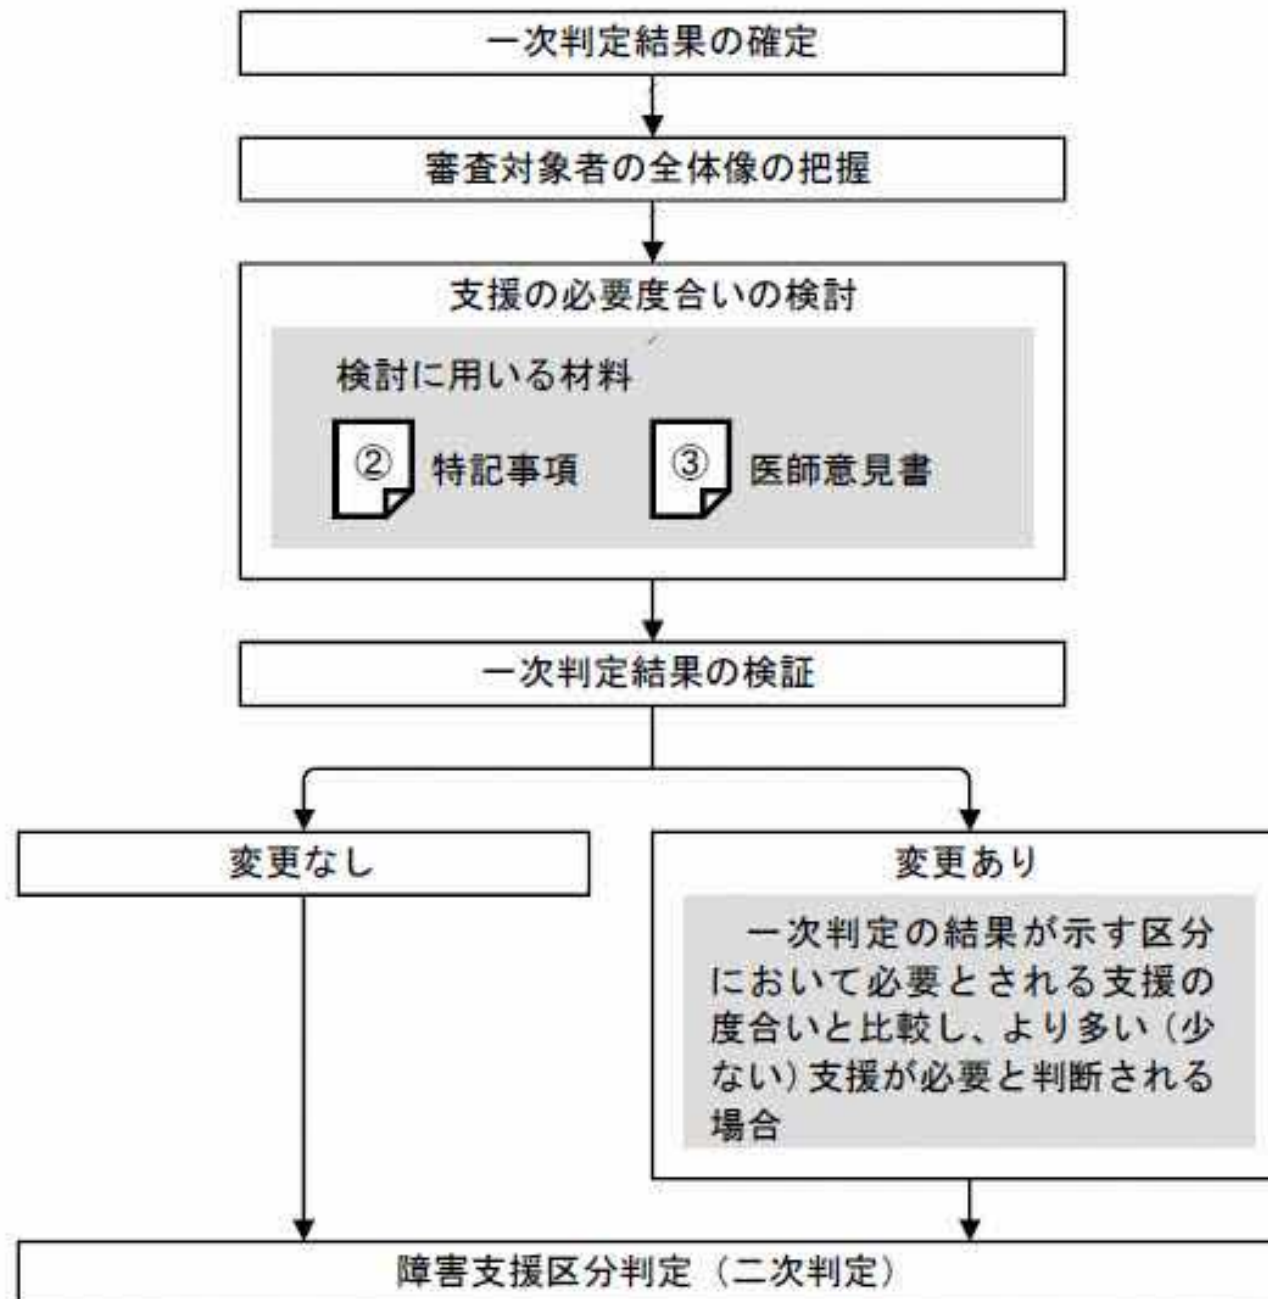 一次判定結果の確定
審査対象者の全体像の把握
支援の必要度合いの検討
検討に用いる材料
② 特記事項 ③ 医師意見書
一次判定結果の検証
変更なし
変更あり
一次判定の結果が示す区分
において必要とされる支援の
度合いと比較し、より多い(少
ない)支援が必要と判断される
場合
障害支援区分判定(二次判定)